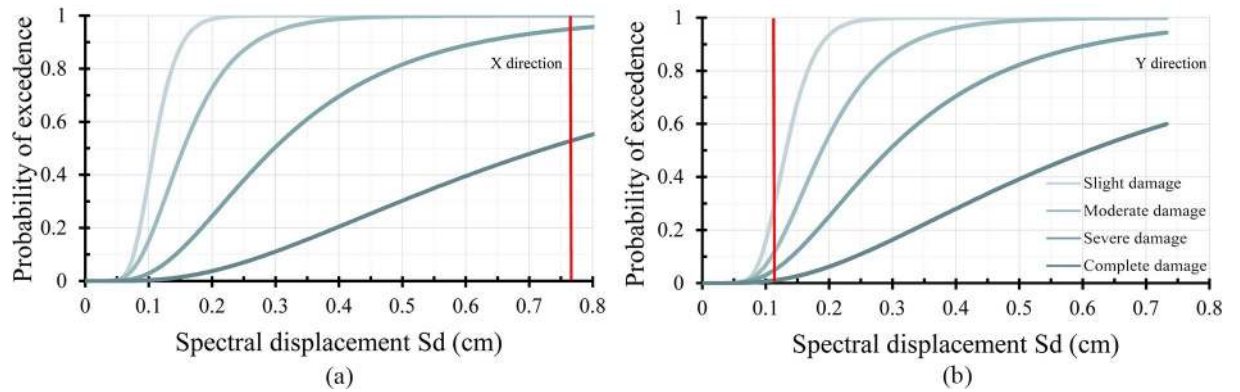 1
0.8
0.6
0.4
0.2
0
Probability of excedence
X direction
0 0.1 0.2 0.3 0.4 0.5 0.6 0.7 0.8
Spectral displacement Sd (cm)
(a)
1
0.8
0.6
0.4
0.2
0
Probability of excedence
Y direction
Slight damage
Moderate damage
Severe damage
Complete damage
0 0.1 0.2 0.3 0.4 0.5 0.6 0.7 0.8
Spectral displacement Sd (cm)
(b)